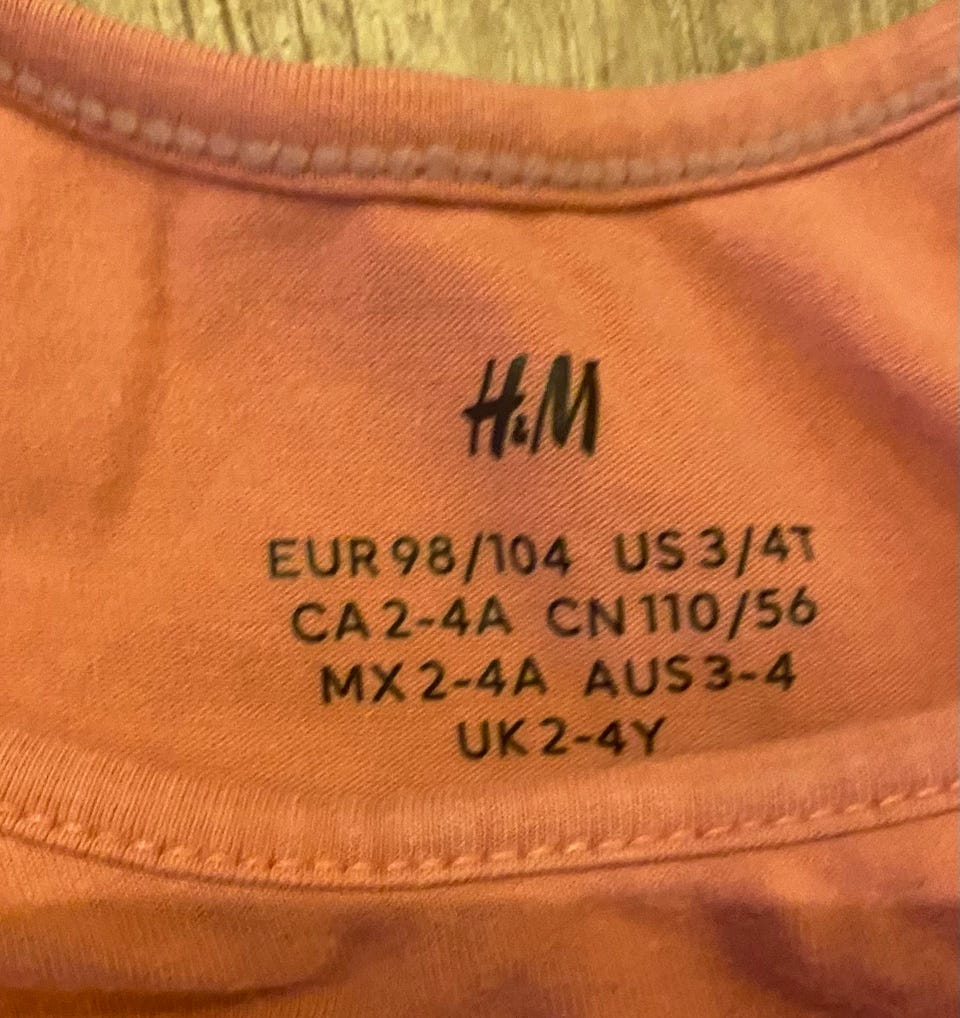 H&M
EUR 98/104 US 3/4T
CA 2-4A CN 110/56
MX 2-4A AUS 3-4
UK 2-4Y